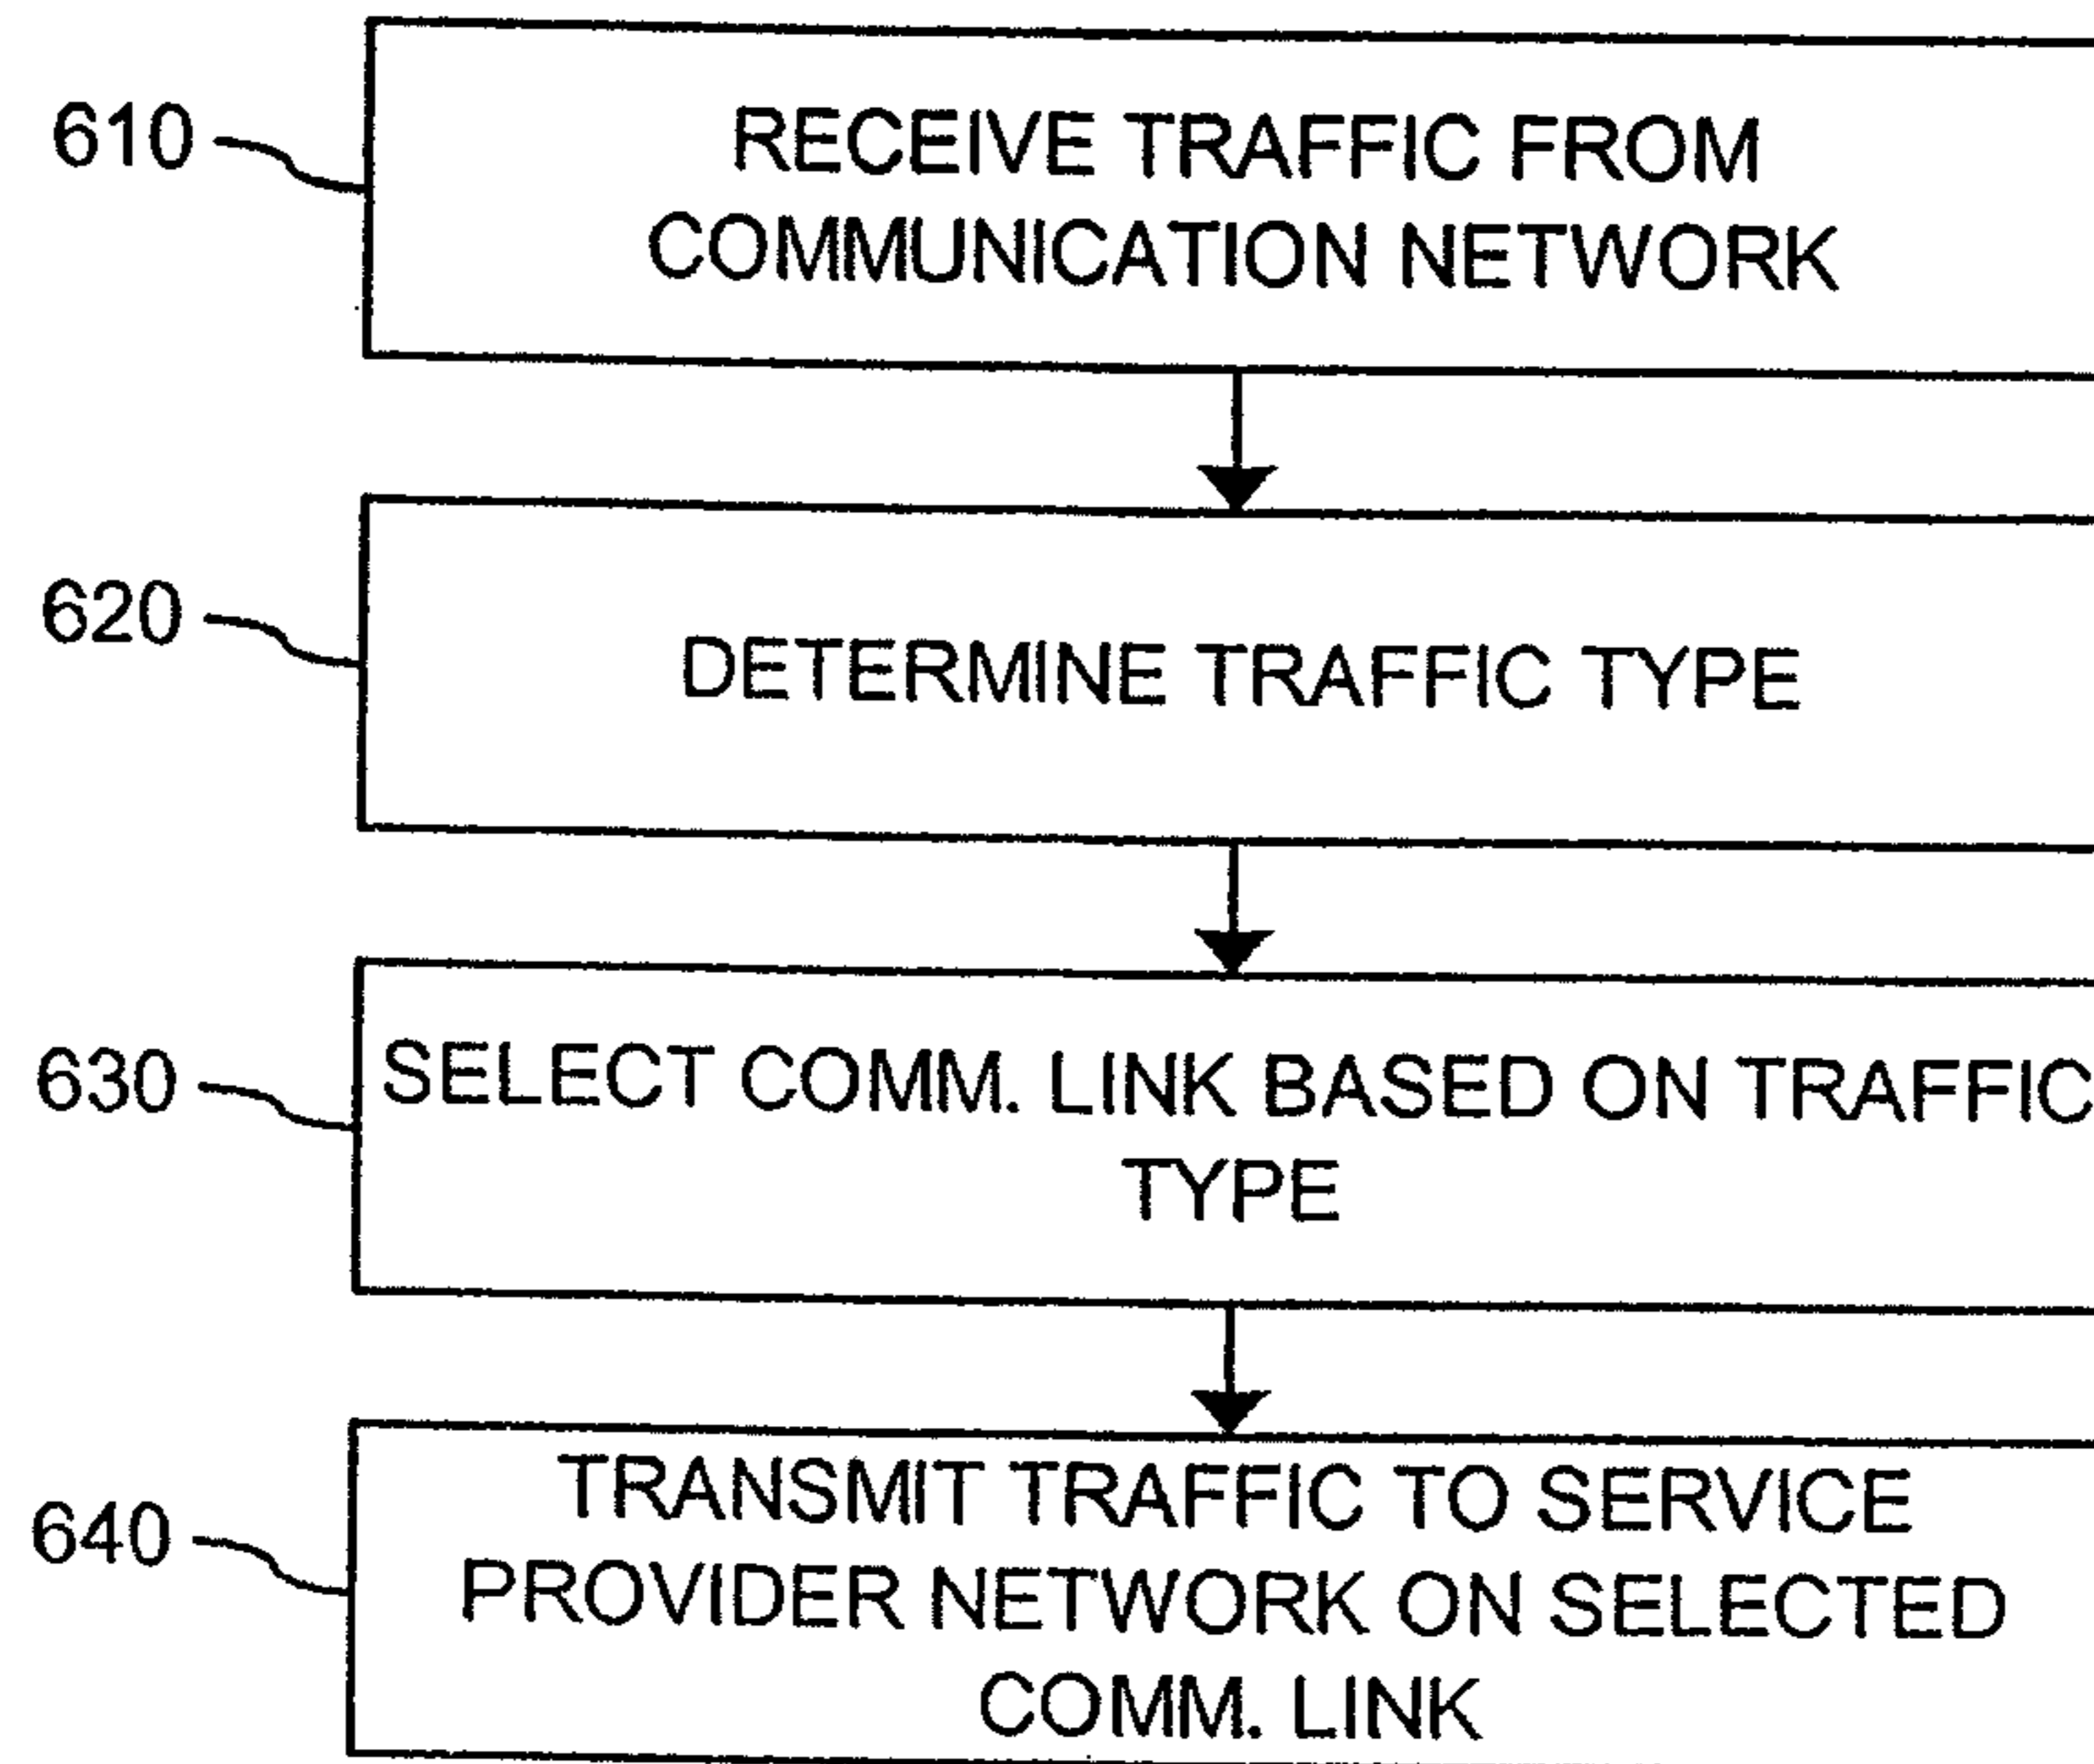 610
RECEIVE TRAFFIC FROM
COMMUNICATION NETWORK
620
DETERMINE TRAFFIC TYPE
630
SELECT COMM. LINK BASED ON TRAFFIC
TYPE
640
TRANSMIT TRAFFIC TO SERVICE
PROVIDER NETWORK ON SELECTED
COMM. LINK